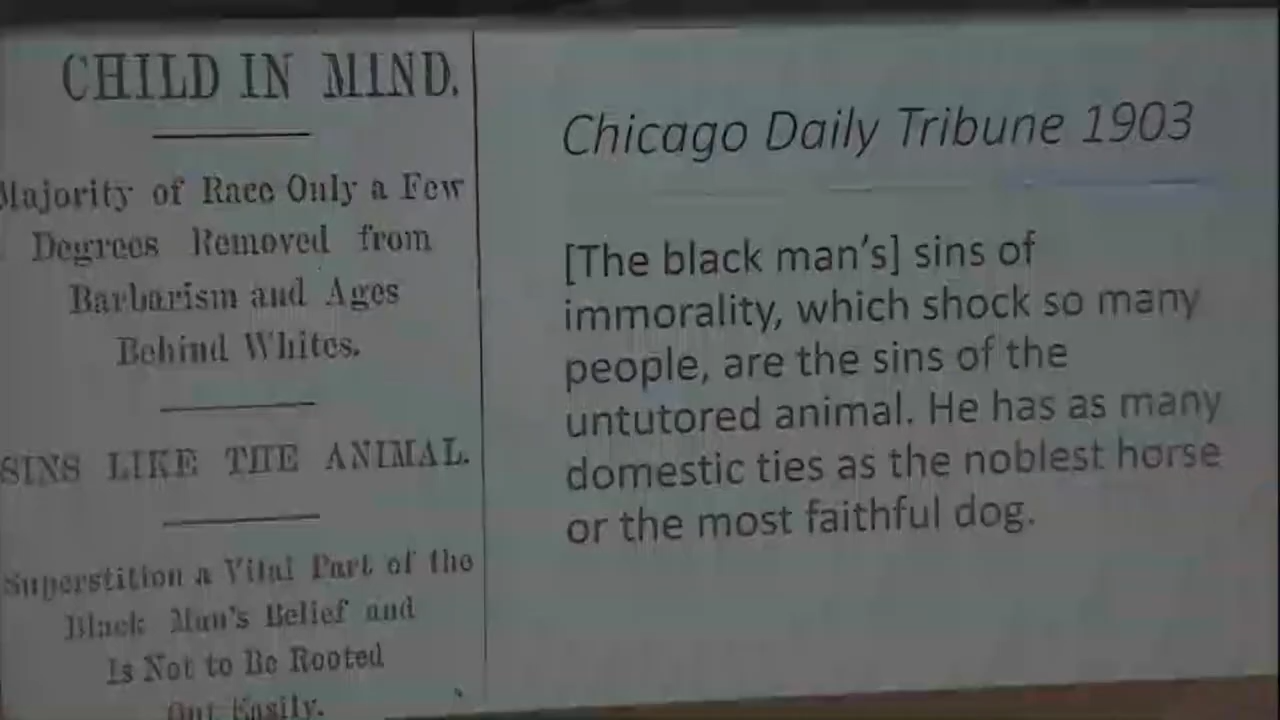 CHILD IN MIND.
Majority of Race Only a Few
Degrees Removed from
Barbarism and Ages
Behind Whites.
SINS LIKE THE ANIMAL.
Superstition a Vital Part of the
Black Man's Belief and
Is Not to Be Rooted
Out Easily.
Chicago Daily Tribune 1903
[The black man's] sins of
immorality, which shock so many
people, are the sins of the
untutored animal. He has as many
domestic ties as the noblest horse
or the most faithful dog.